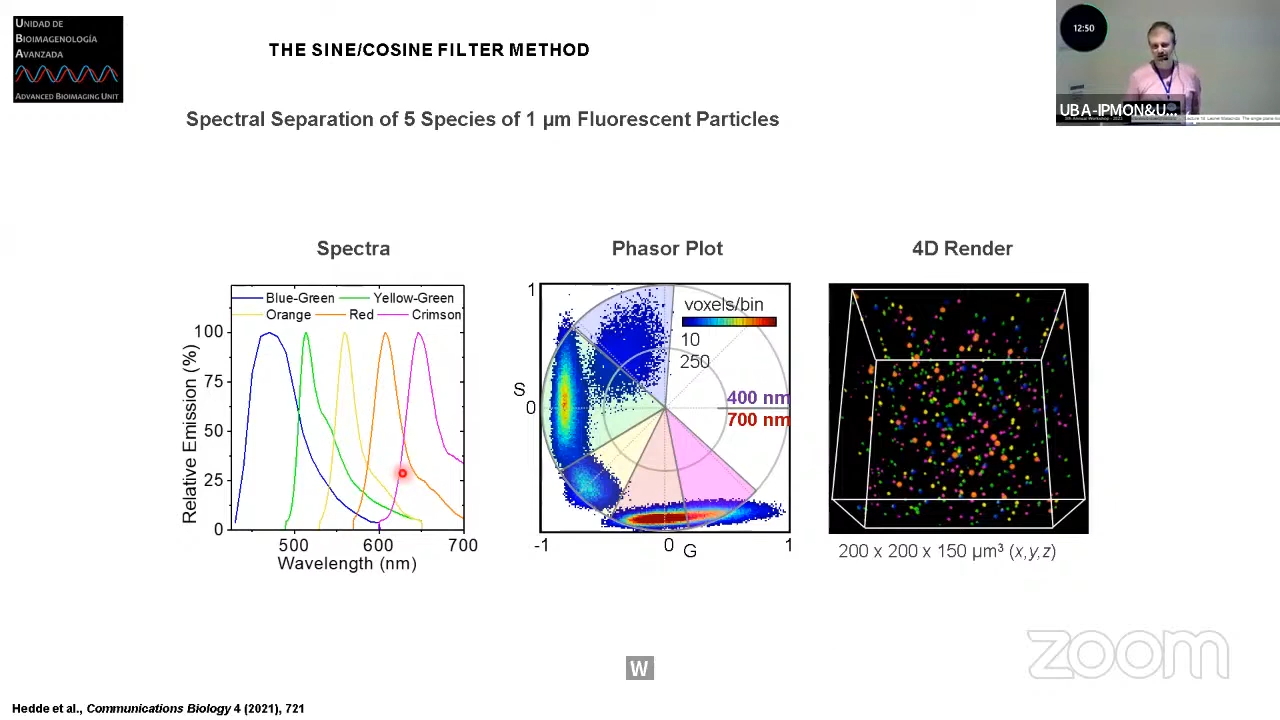 UNIDAD DE
BIOIMAGENOLOGÍA
AVANZADA
ADVANCED BIOIMAGING UNIT
THE SINE/COSINE FILTER METHOD
12:50
UBA-IPMON&U...
Spectral Separation of 5 Species of 1 µm Fluorescent Particles
Spectra
Blue-Green Yellow-Green
Orange Red Crimson
100
75
50
25
0
Relative Emission (%)
500 600 700
Wavelength (nm)
Phasor Plot
1
S
0
voxels/bin
10
250
400 nm
700 nm
-1 0 G 1
4D Render
200 x 200 x 150 µm³ (x,y,z)
W
zoom
Hedde et al., Communications Biology 4 (2021), 721